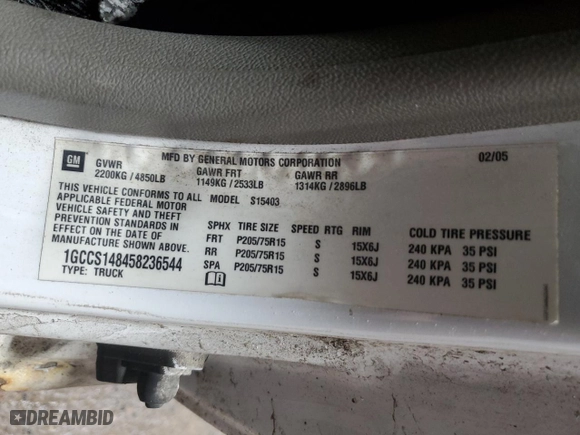 GM
MFD BY GENERAL MOTORS CORPORATION 02/05
GVWR GAWR FRT GAWR RR
2200KG / 4850LB 1149KG / 2533LB 1314KG / 2896LB
THIS VEHICLE CONFORMS TO ALL MODEL S15403
APPLICABLE FEDERAL MOTOR
VEHICLE SAFETY AND THEFT
PREVENTION STANDARDS IN
EFFECT ON THE DATE OF
MANUFACTURE SHOWN ABOVE.
1GCCS148458236544
TYPE: TRUCK
SPHX TIRE SIZE SPEED RTG RIM COLD TIRE PRESSURE
FRT P205/75R15 S 15X6J 240 KPA 35 PSI
RR P205/75R15 S 15X6J 240 KPA 35 PSI
SPA P205/75R15 S 15X6J 240 KPA 35 PSI
DREAMBID